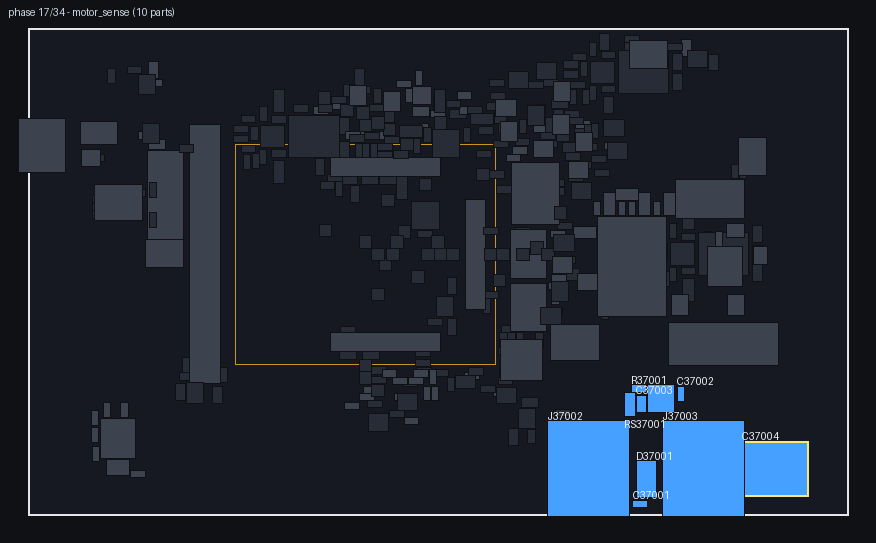 phase 17/34 - motor_sense (10 parts)
R37001
C37002
C37003
J37002
J37003
RS37001
C37004
D37001
C37001